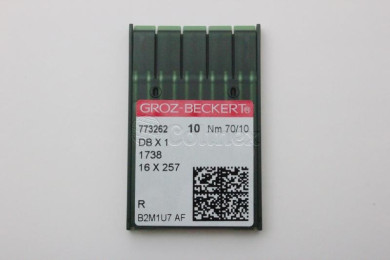 GROZ-BECKERT®
773262 10 Nm 70/10
DB X 1
1738
16 X 257
R
B2M1U7 AF